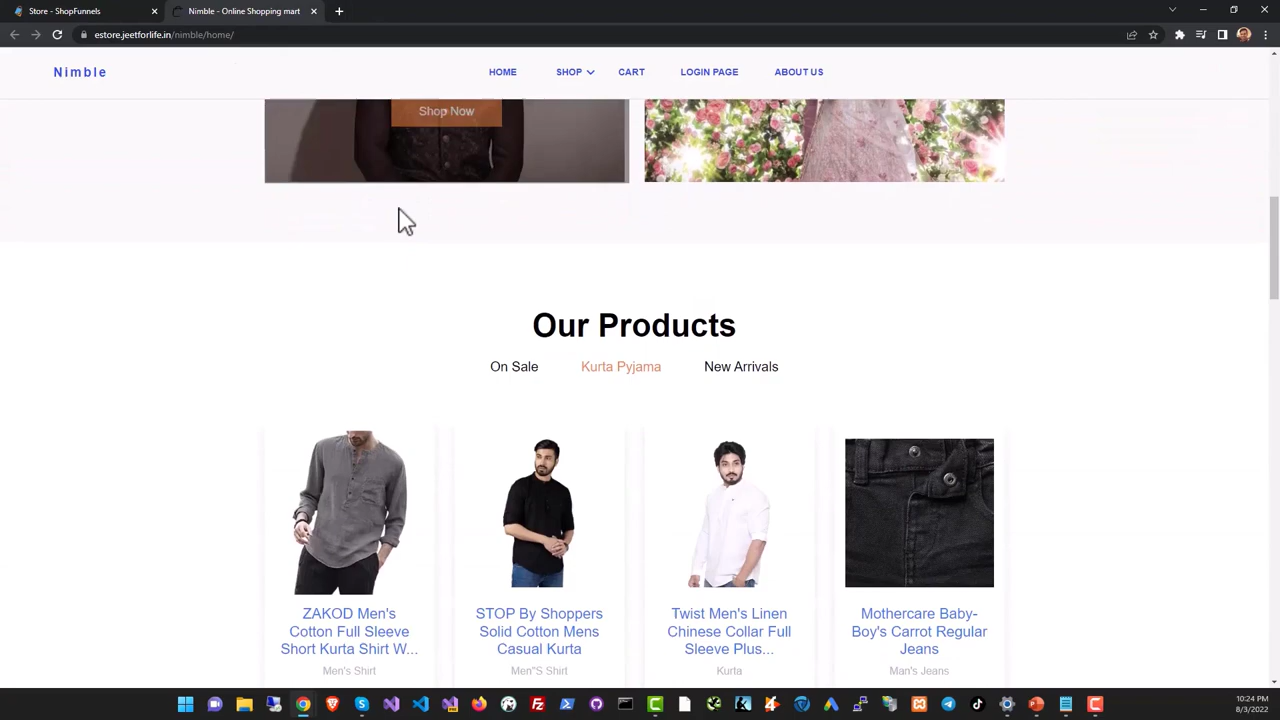 Store - ShopFunnels
Nimble - Online Shopping mart
estore.jeetforlife.in/nimble/home/
Nimble
HOME
SHOP
CART
LOGIN PAGE
ABOUT US
Shop Now
Our Products
On Sale
Kurta Pyjama
New Arrivals
ZAKOD Men's
Cotton Full Sleeve
Short Kurta Shirt W...
Men's Shirt
STOP By Shoppers
Solid Cotton Mens
Casual Kurta
Men"S Shirt
Twist Men's Linen
Chinese Collar Full
Sleeve Plus...
Kurta
Mothercare Baby-
Boy's Carrot Regular
Jeans
Man's Jeans
10:24 PM
8/3/2022